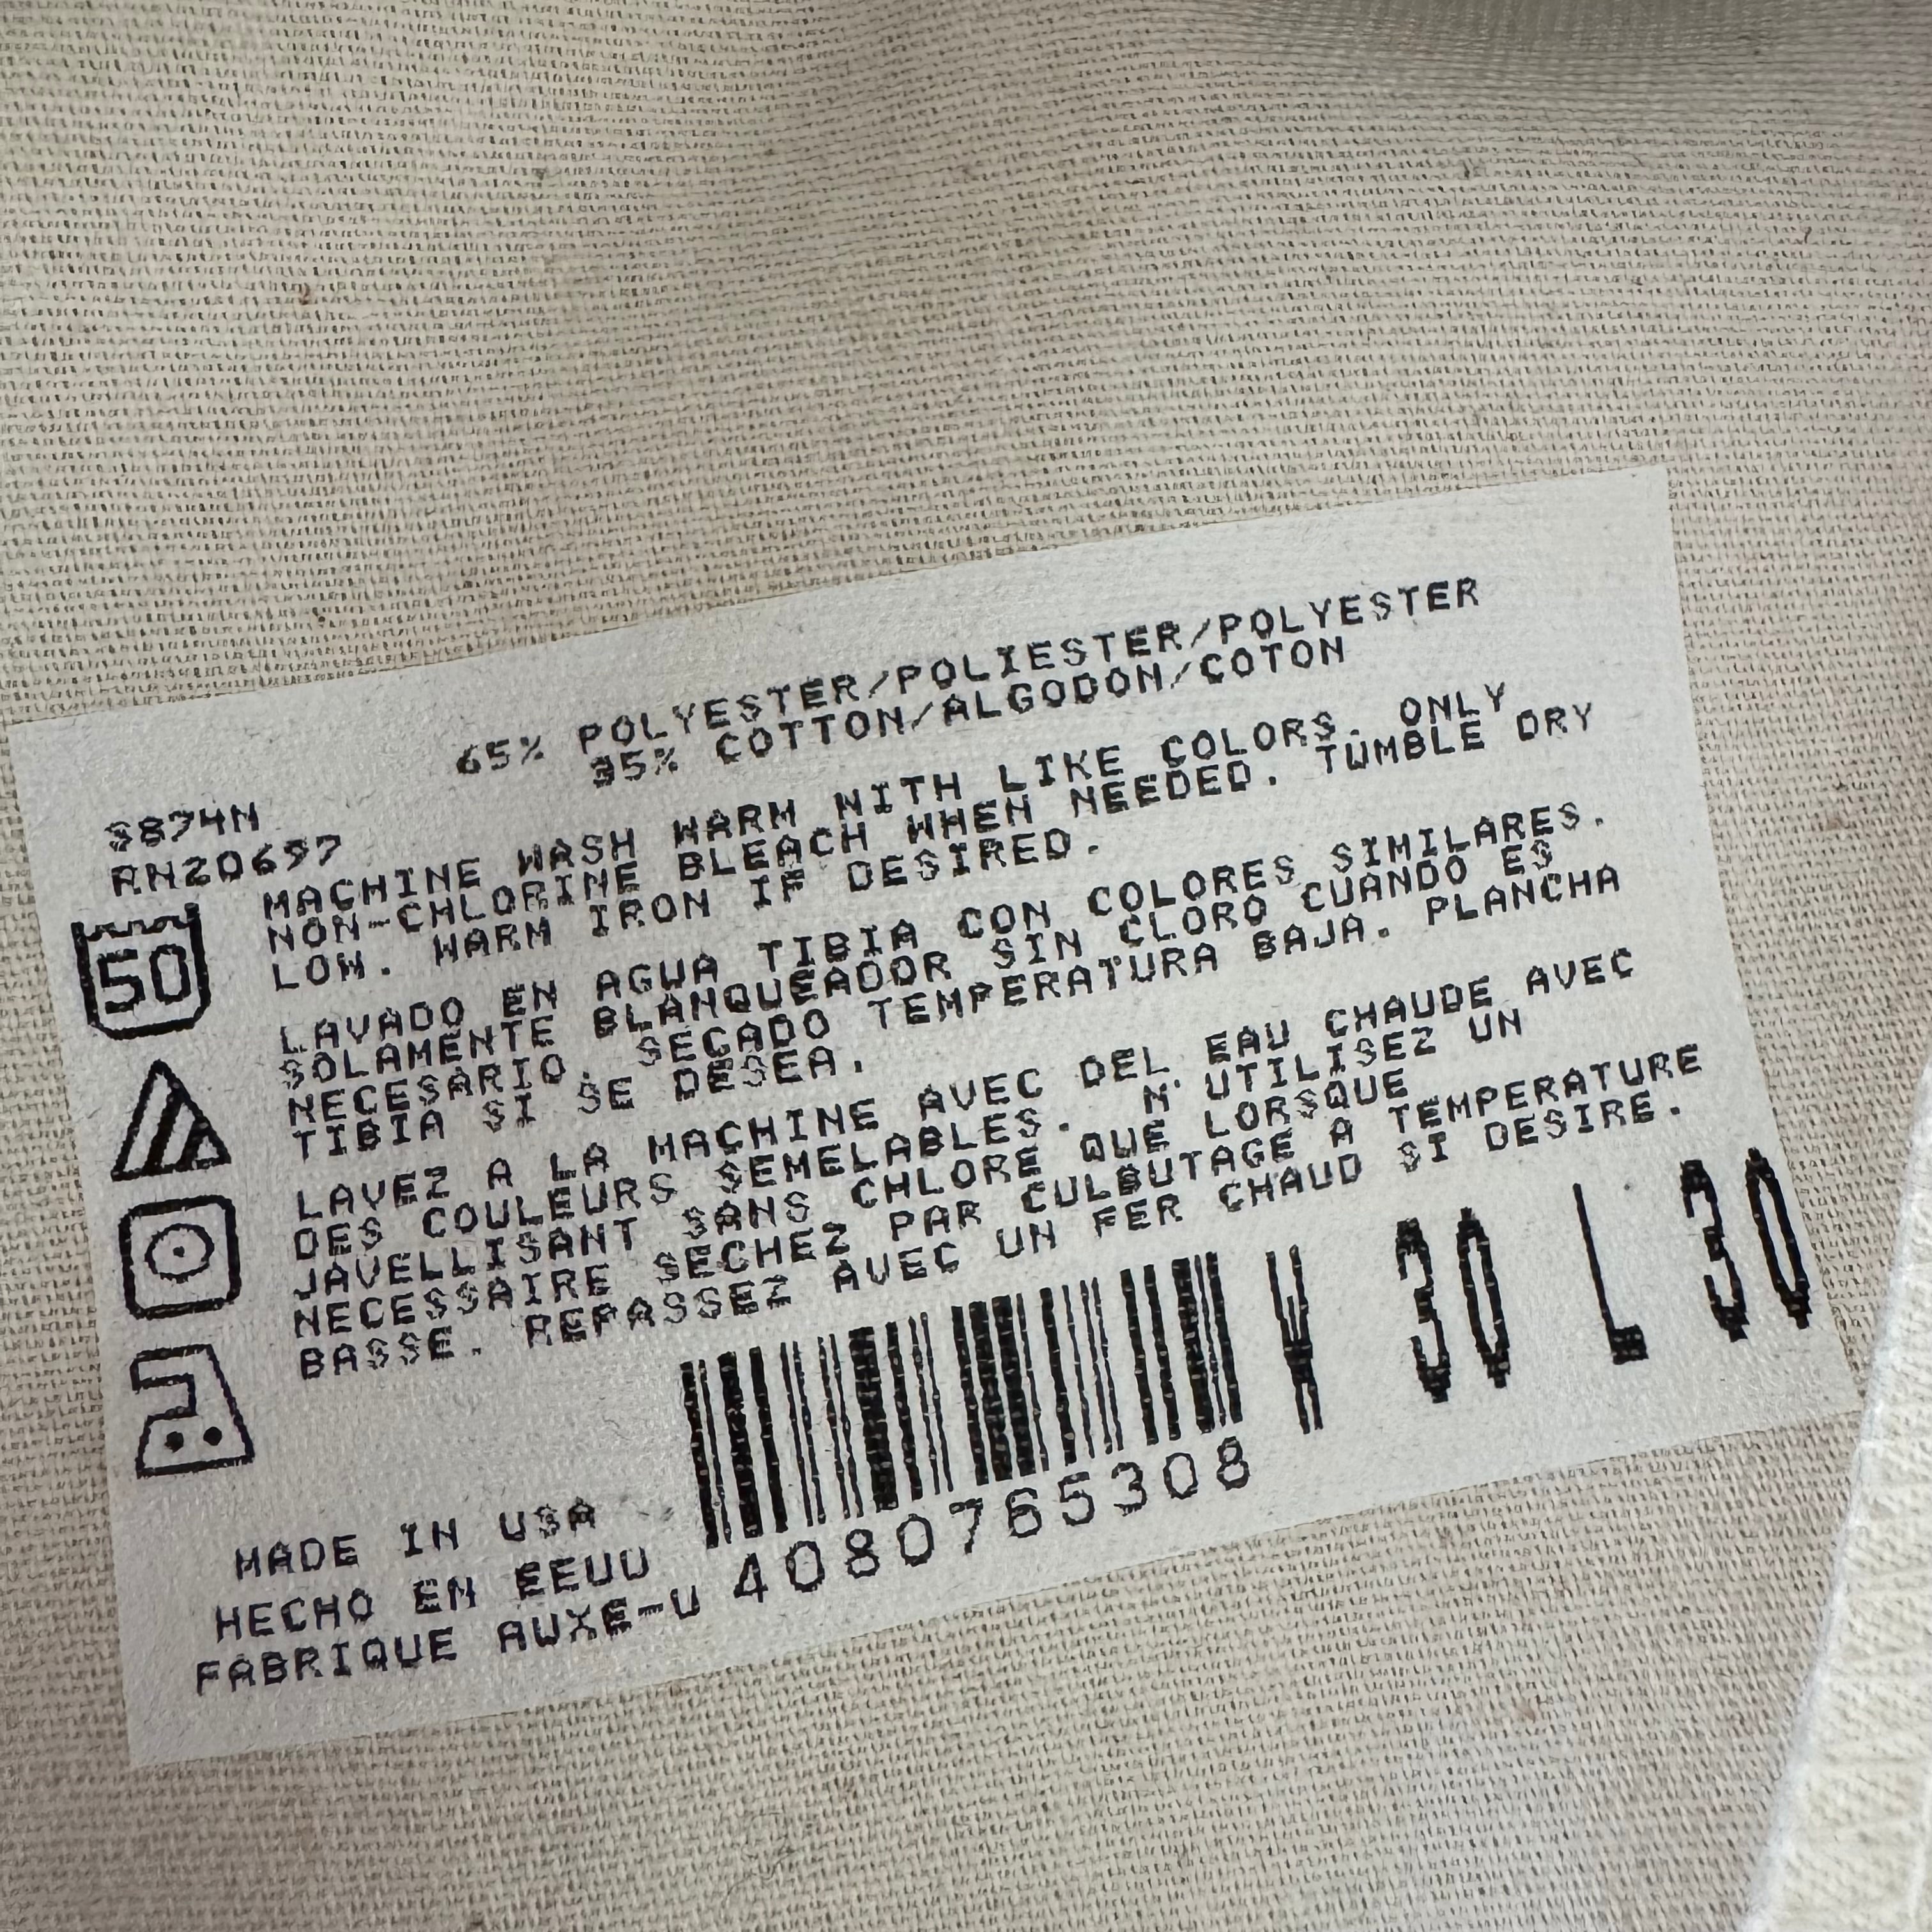 65% POLYESTER/POLIESTER/POLYESTER
35% COTTON/ALGODON/COTON
S874N
RN20697
MACHINE WASH WARM WITH LIKE COLORS. ONLY
NON-CHLORINE BLEACH WHEN NEEDED. TUMBLE DRY
LOW. WARM IRON IF DESIRED.
50
LAVADO EN AGUA TIBIA CON COLORES SIMILARES.
SOLAMENTE BLANQUEADOR SIN CLORO CUANDO ES
NECESARIO. SECADO TEMPERATURA BAJA. PLANCHA
TIBIA SI SE DESEA.
LAVEZ A LA MACHINE AVEC DEL EAU CHAUDE AVEC
DES COULEURS SEMELABLES. N'UTILISEZ UN
JAVELLISANT SANS CHLORE QUE LORSQUE
NECESSAIRE SECHEZ PAR CULBUTAGE A TEMPERATURE
BASSE. REPASSEZ AVEC UN FER CHAUD SI DESIRE.
W 30 L 30
MADE IN USA
HECHO EN EEUU
FABRIQUE AUXE-U
4080765308